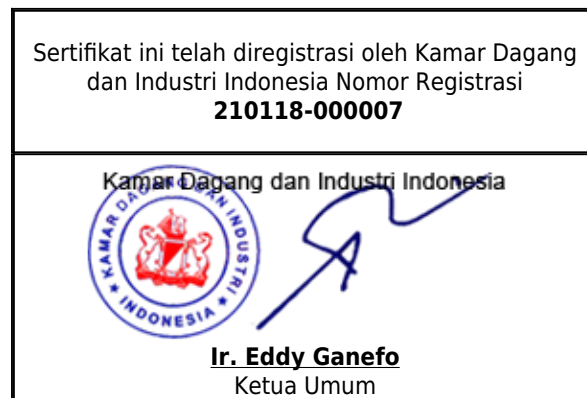 Sertifikat ini telah diregistrasi oleh Kamar Dagang
dan Industri Indonesia Nomor Registrasi
210118-000007
Kamar Dagang dan Industri Indonesia
KAMAR DAGANG DAN INDUSTRI
INDONESIA
Ir. Eddy Ganefo
Ketua Umum